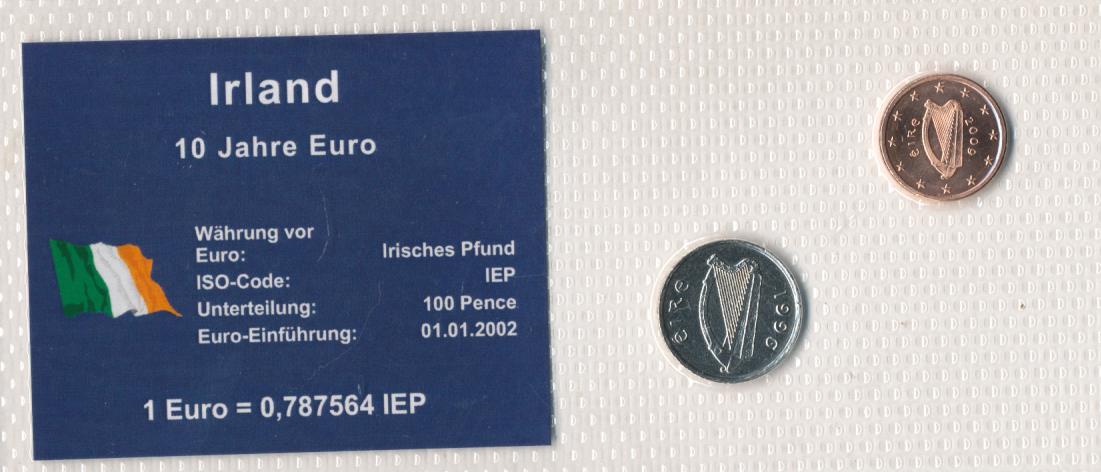 Irland
10 Jahre Euro
Währung vor
Euro: Irisches Pfund
ISO-Code: IEP
Unterteilung: 100 Pence
Euro-Einführung: 01.01.2002
1 Euro = 0,787564 IEP
éire 2009
éire 1996